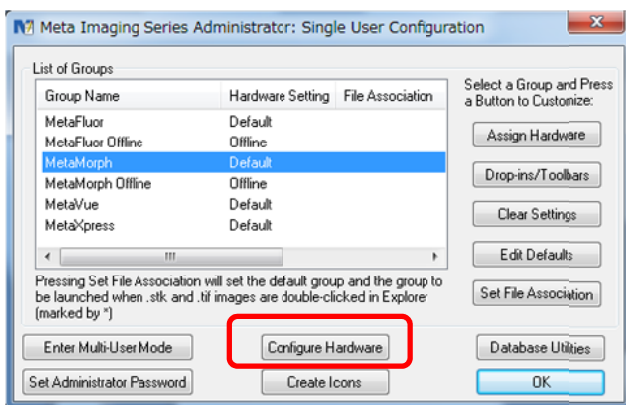 Meta Imaging Series Administrator: Single User Configuration
List of Groups
Group Name Hardware Setting File Association
MetaFluor Default
MetaFluor Offline Offline
MetaMorph Default
MetaMorph Offline Offline
MetaVue Default
MetaXpress Default
Select a Group and Press
a Button to Customize:
Assign Hardware
Drop-ins/Toolbars
Clear Settings
Edit Defaults
Set File Association
Pressing Set File Association will set the default group and the group to
be launched when .stk and .tif images are double-clicked in Explorer
(marked by *)
Enter Multi-User Mode Configure Hardware Database Utilities
Set Administrator Password Create Icons OK